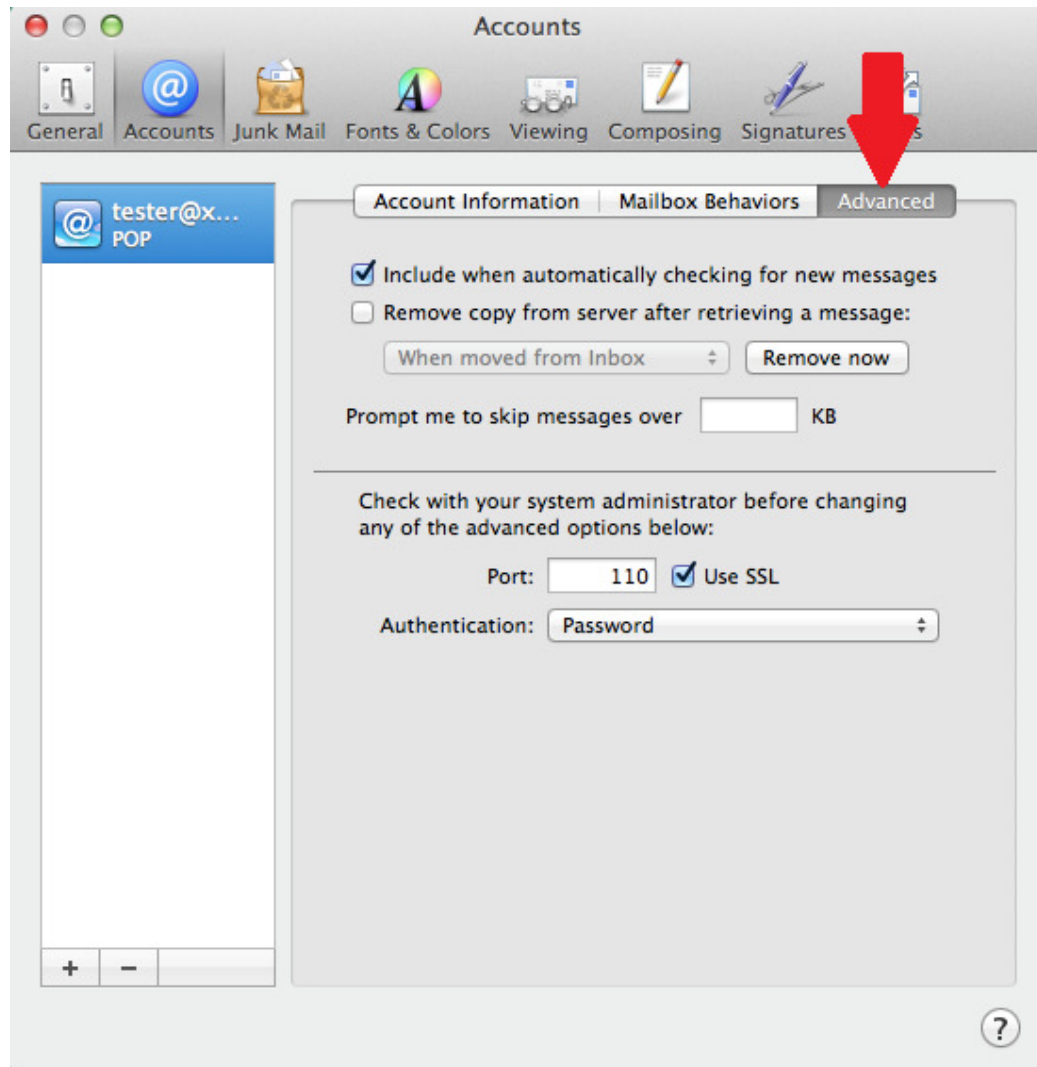 Accounts
General Accounts Junk Mail Fonts & Colors Viewing Composing Signatures
tester@x...
POP
Account Information Mailbox Behaviors Advanced
Include when automatically checking for new messages
Remove copy from server after retrieving a message:
When moved from Inbox Remove now
Prompt me to skip messages over KB
Check with your system administrator before changing
any of the advanced options below:
Port: 110 Use SSL
Authentication: Password
?